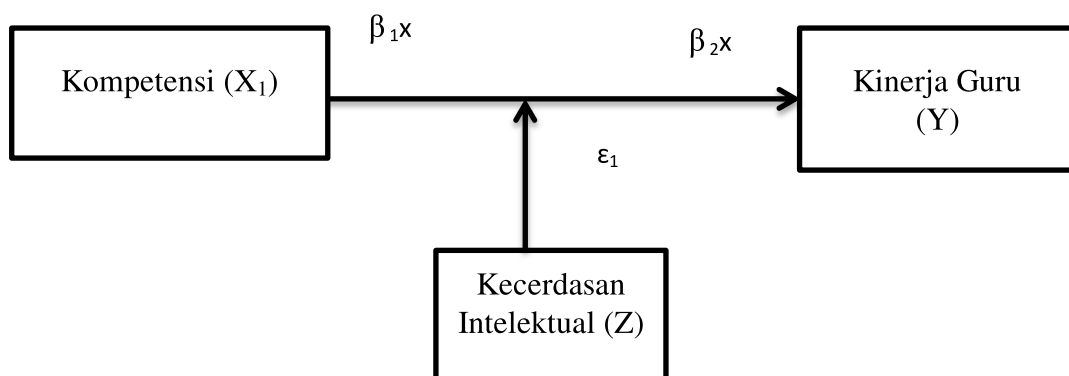 β₁x
β₂x
Kompetensi (X₁)
Kinerja Guru
(Y)
ε₁
Kecerdasan
Intelektual (Z)